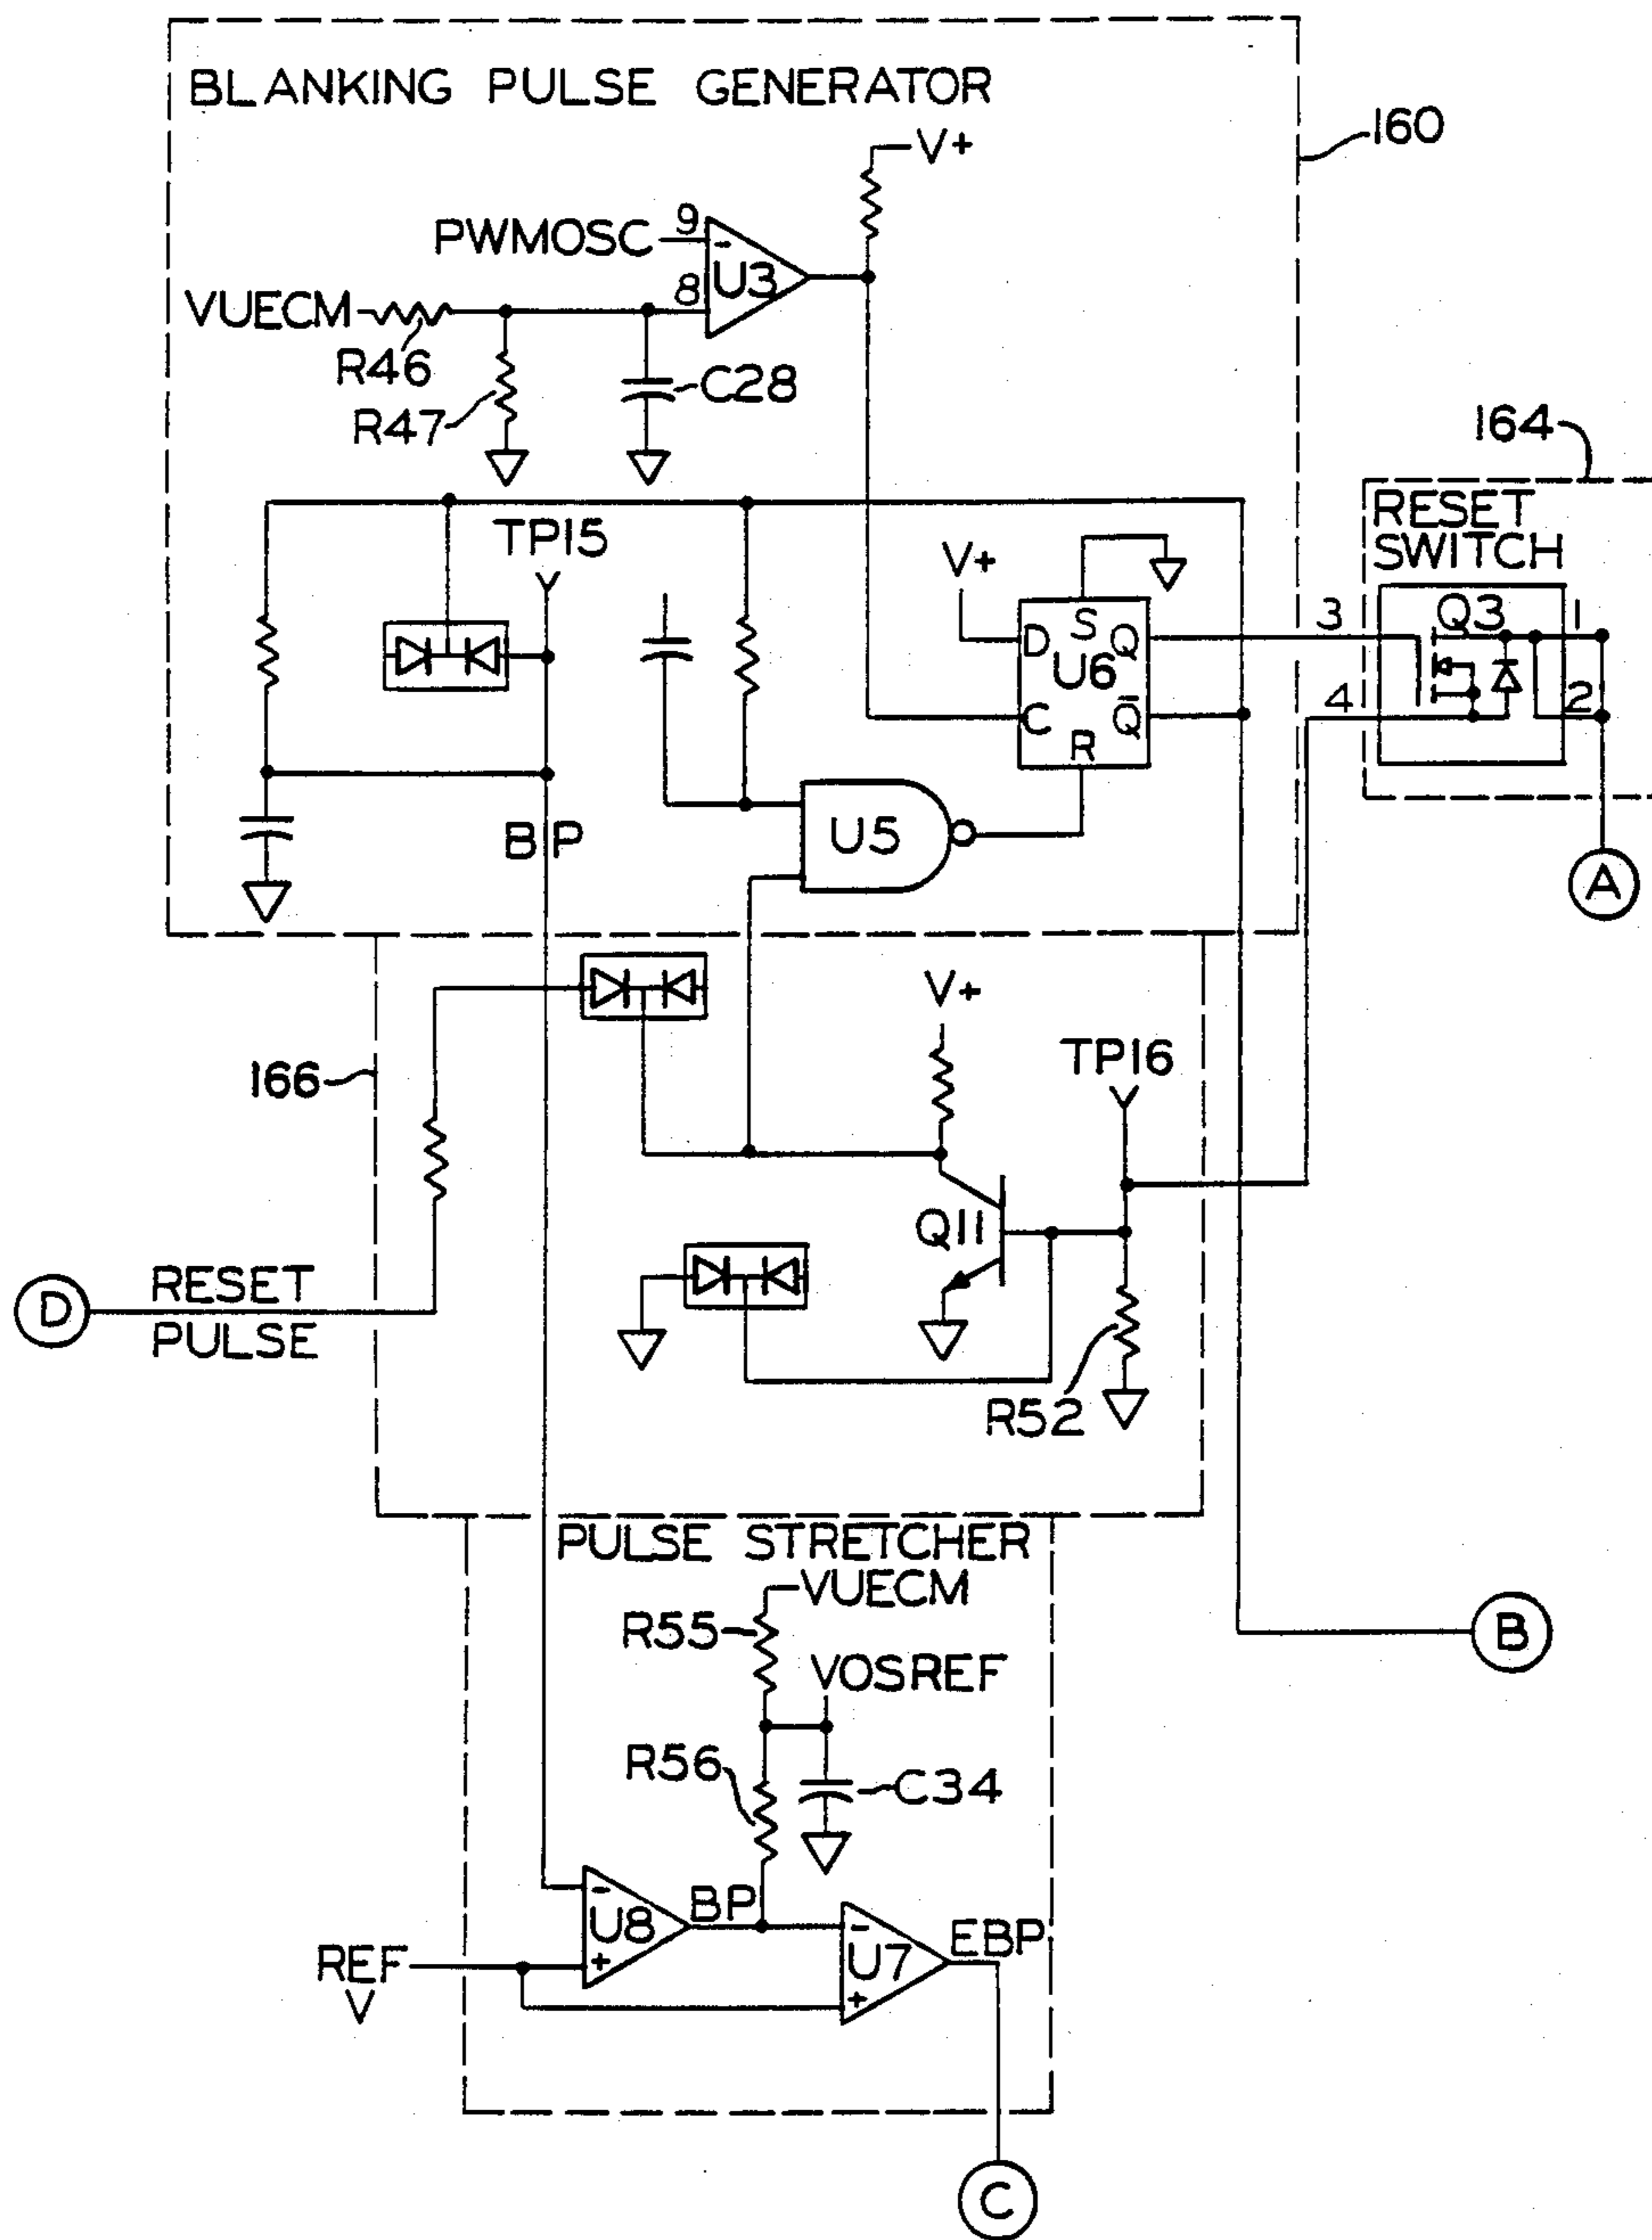 BLANKING PULSE GENERATOR
160
V+
PWMOSC
9
-
U3
8
VUECM
R46
R47
C28
164
RESET
SWITCH
TP15
V+
S
D
Q
U6
C
Q̄
R
3
Q3
1
4
2
U5
BIP
A
V+
TP16
166
Q11
D
RESET
PULSE
R52
PULSE STRETCHER
VUECM
R55
VOSREF
B
R56
C34
-
U8
+
BP
-
U7
+
EBP
REF
C